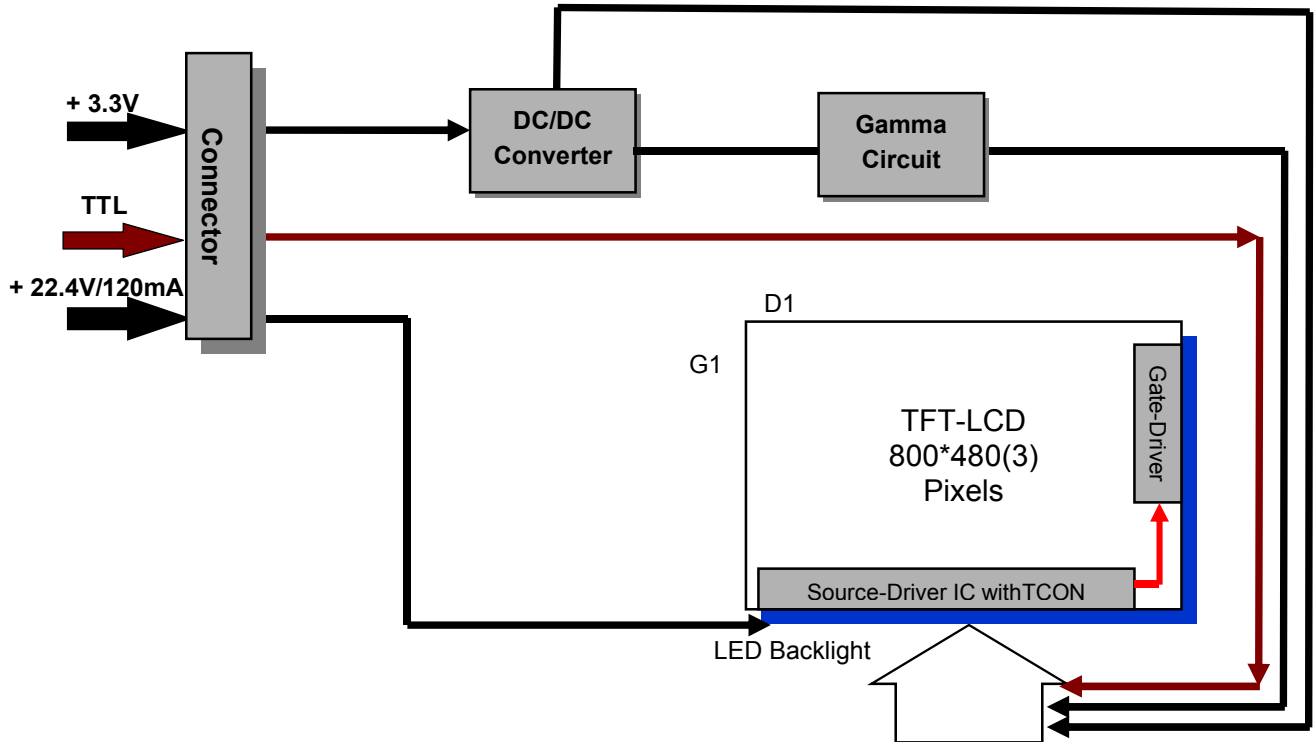 + 3.3V
TTL
+ 22.4V/120mA
Connector
DC/DC
Converter
Gamma
Circuit
D1
G1
TFT-LCD
800*480(3)
Pixels
Gate-Driver
Source-Driver IC withTCON
LED Backlight